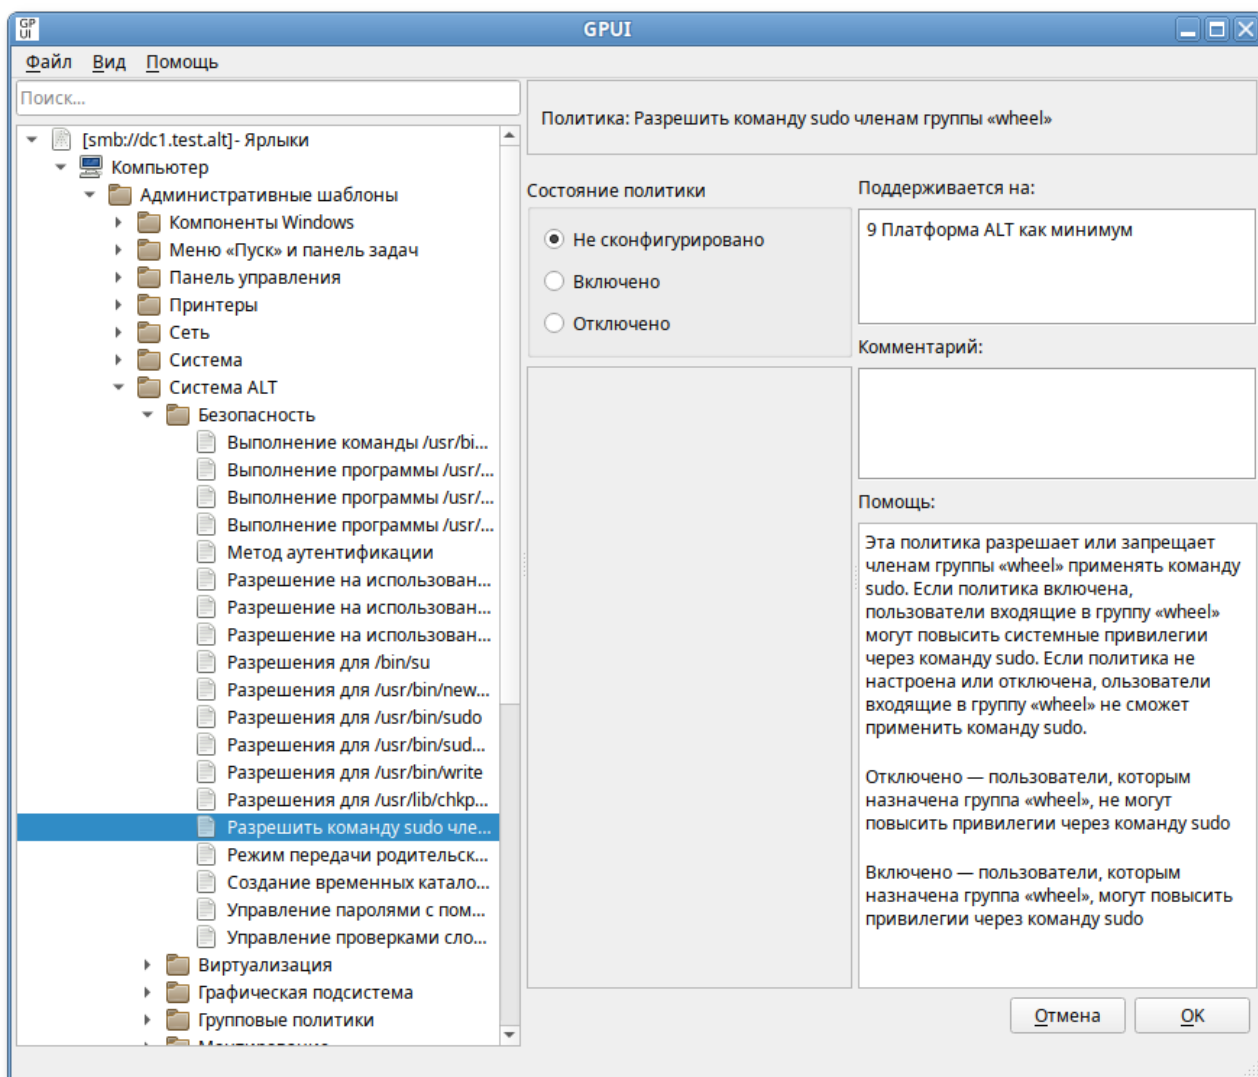 GP UI
GPUI
Файл Вид Помощь
Поиск...
[smb://dc1.test.alt]- Ярлыки
Компьютер
Административные шаблоны
Компоненты Windows
Меню «Пуск» и панель задач
Панель управления
Принтеры
Сеть
Система
Система ALT
Безопасность
Выполнение команды /usr/bi...
Выполнение программы /usr/...
Выполнение программы /usr/...
Выполнение программы /usr/...
Метод аутентификации
Разрешение на использован...
Разрешение на использован...
Разрешение на использован...
Разрешения для /bin/su
Разрешения для /usr/bin/new...
Разрешения для /usr/bin/sudo
Разрешения для /usr/bin/sud...
Разрешения для /usr/bin/write
Разрешения для /usr/lib/chkp...
Разрешить команду sudo чле...
Режим передачи родительск...
Создание временных катало...
Управление паролями с пом...
Управление проверками сло...
Виртуализация
Графическая подсистема
Групповые политики
Политика: Разрешить команду sudo членам группы «wheel»
Состояние политики
Не сконфигурировано
Включено
Отключено
Поддерживается на:
9 Платформа ALT как минимум
Комментарий:
Помощь:
Эта политика разрешает или запрещает
членам группы «wheel» применять команду
sudo. Если политика включена,
пользователи входящие в группу «wheel»
могут повысить системные привилегии
через команду sudo. Если политика не
настроена или отключена, ользователи
входящие в группу «wheel» не сможет
применить команду sudo.
Отключено — пользователи, которым
назначена группа «wheel», не могут
повысить привилегии через команду sudo
Включено — пользователи, которым
назначена группа «wheel», могут повысить
привилегии через команду sudo
Отмена OK